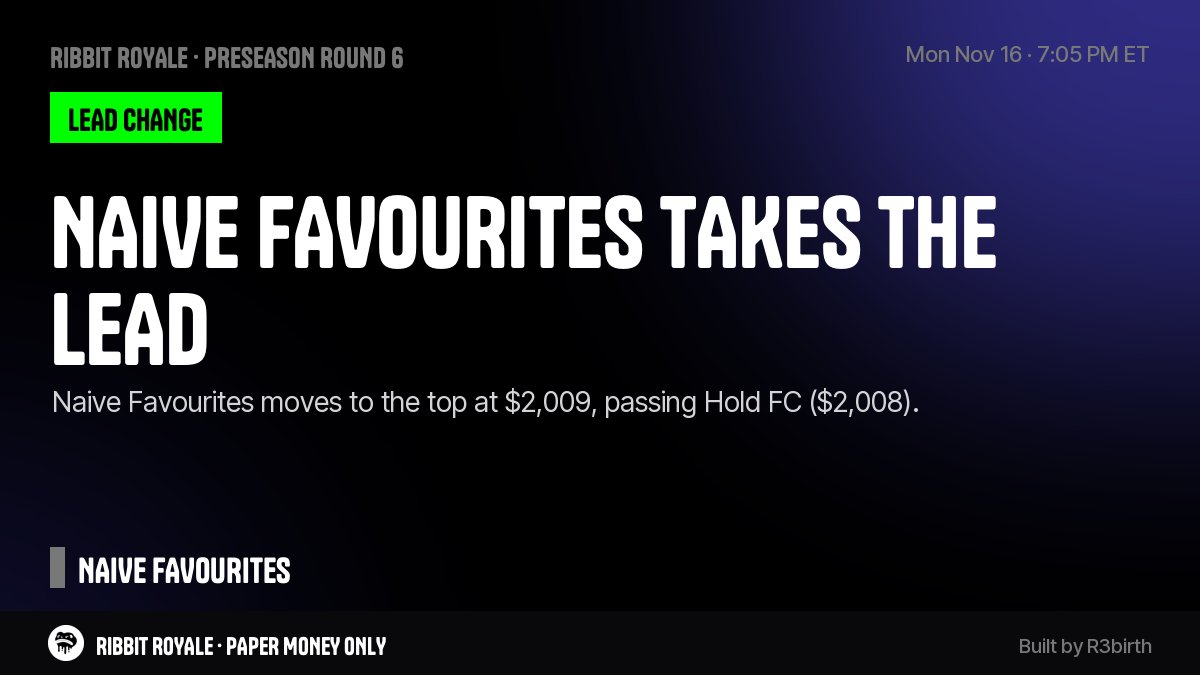 RIBBIT ROYALE · PRESEASON ROUND 6
Mon Nov 16 · 7:05 PM ET
LEAD CHANGE
NAIVE FAVOURITES TAKES THE
LEAD
Naive Favourites moves to the top at $2,009, passing Hold FC ($2,008).
NAIVE FAVOURITES
RIBBIT ROYALE · PAPER MONEY ONLY
Built by R3birth